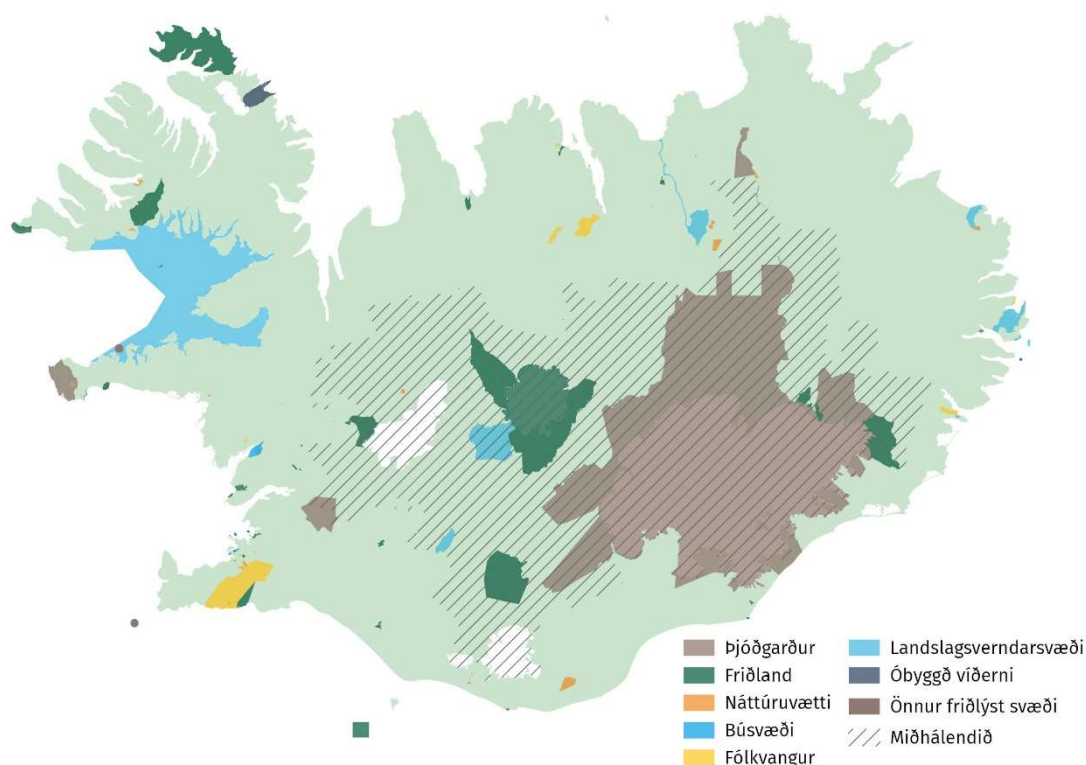 Þjóðgarður
Friðland
Náttúruvætti
Búsvæði
Fólkvangur
Landslagsverndarsvæði
Óbyggð víðerni
Önnur friðlýst svæði
Miðhálendið